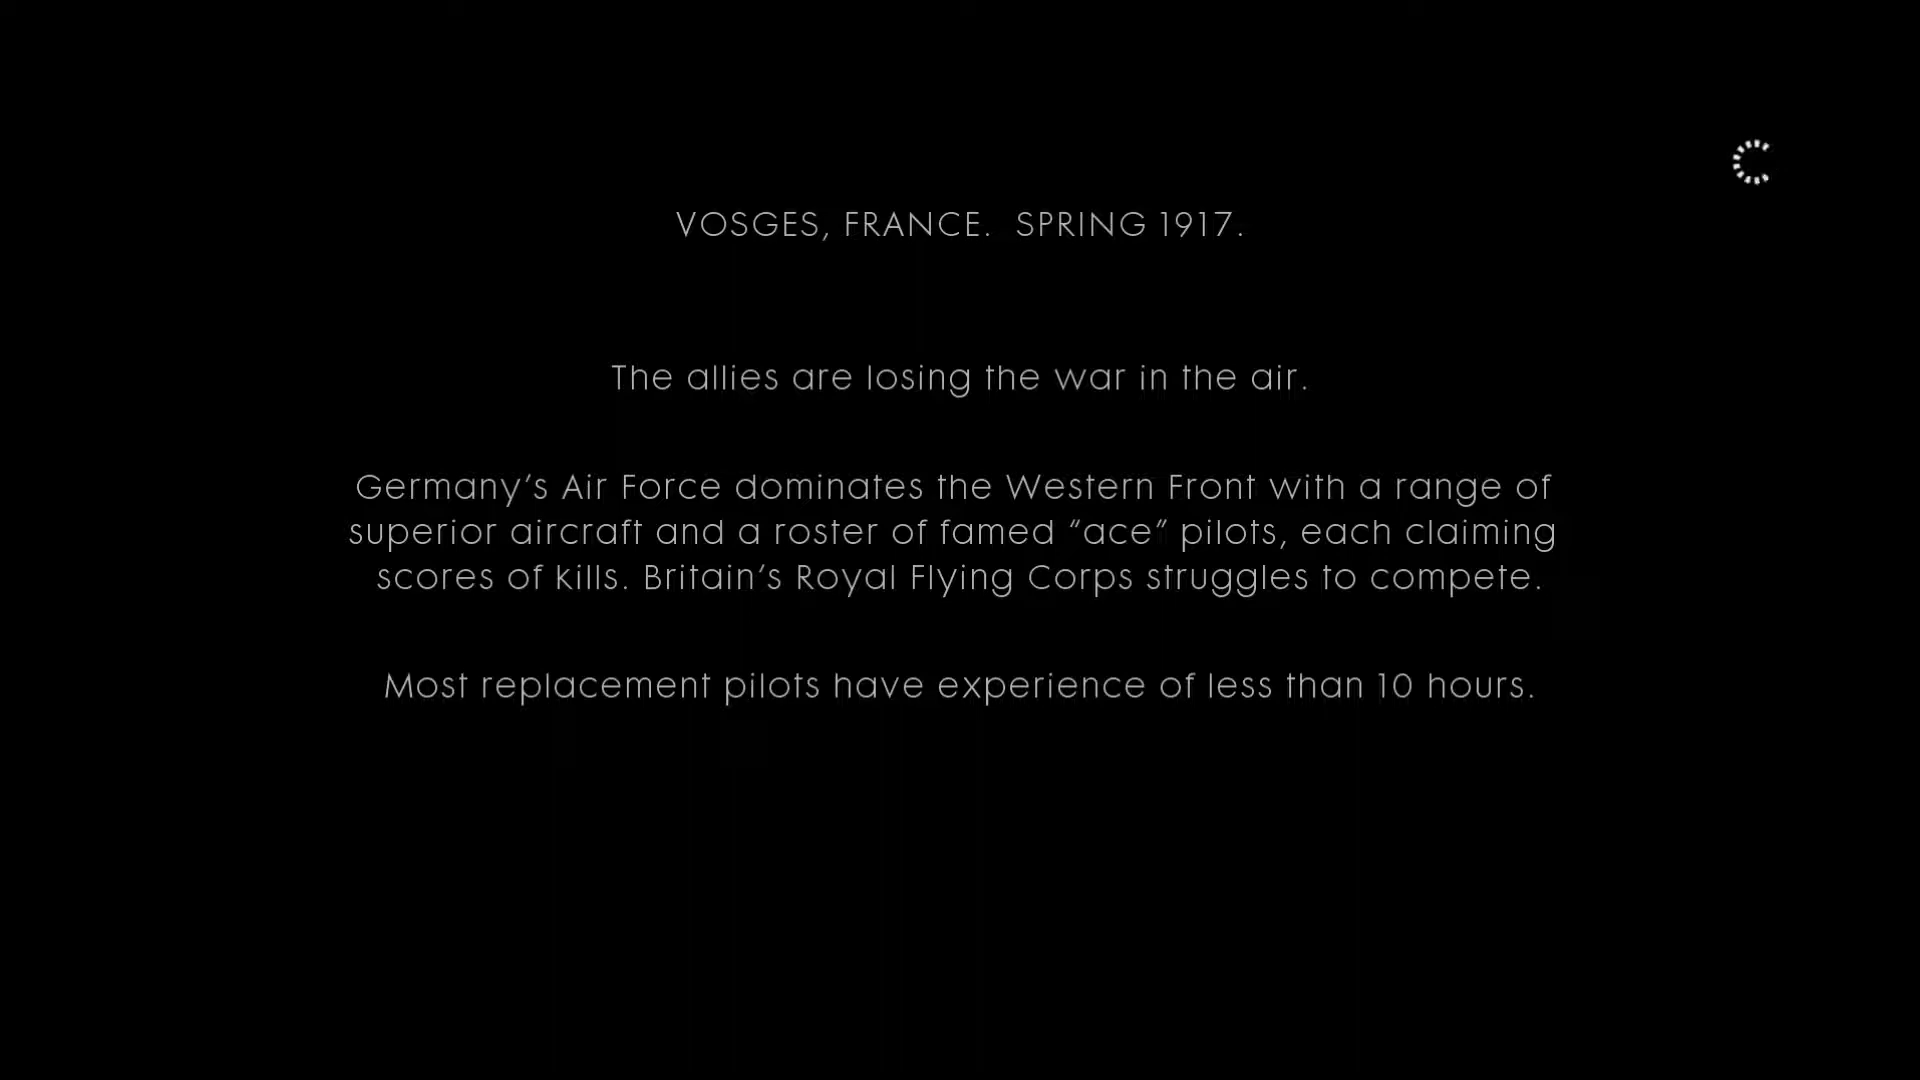 VOSGES, FRANCE.  SPRING 1917.
The allies are losing the war in the air.
Germany’s Air Force dominates the Western Front with a range of
superior aircraft and a roster of famed “ace” pilots, each claiming
scores of kills. Britain’s Royal Flying Corps struggles to compete.
Most replacement pilots have experience of less than 10 hours.